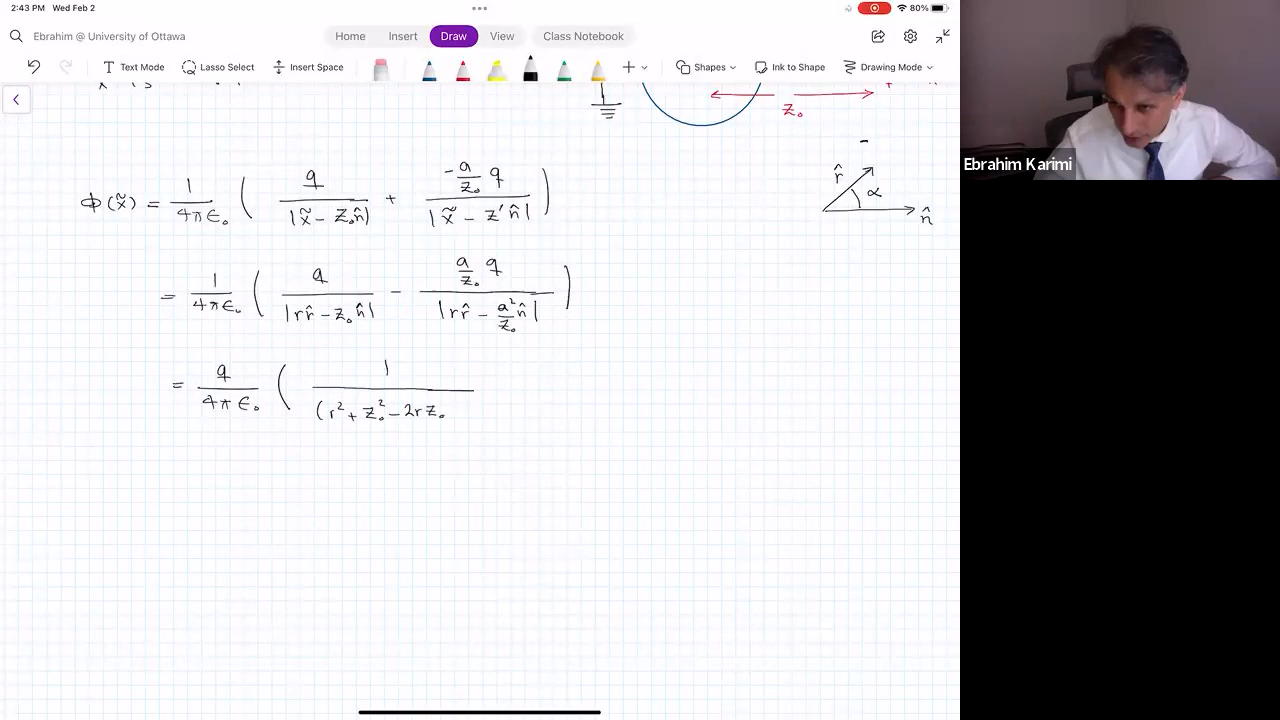 2:43 PM Wed Feb 2
80%
Ebrahim @ University of Ottawa
Home Insert Draw View Class Notebook
Text Mode Lasso Select Insert Space Shapes Ink to Shape Drawing Mode
z₀
Ebrahim Karimi
r̂
α
n̂
Φ(x̃) = 1/(4πϵ₀) ( q/|x̃ - z₀n̂| + (-a/z₀ q)/|x̃ - z'n̂| )
= 1/(4πϵ₀) ( q/|rr̂ - z₀n̂| - (a/z₀ q)/|rr̂ - a²/z₀ n̂| )
= q/(4πϵ₀) ( 1/(r² + z₀² - 2rz₀